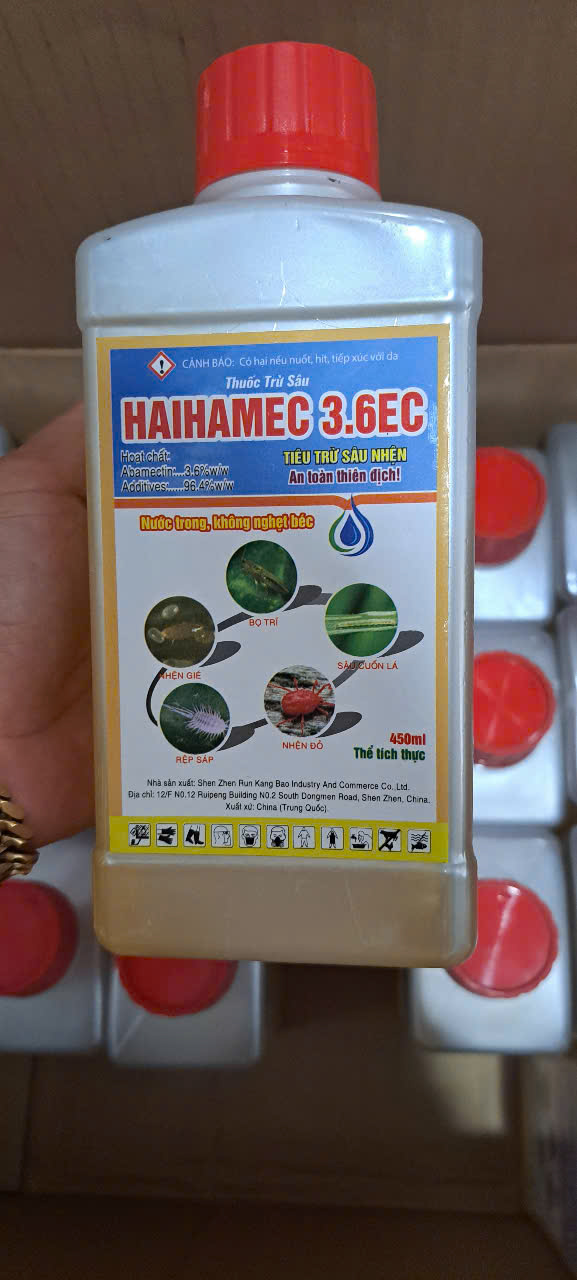 CẢNH BÁO: Có hại nếu nuốt, hít, tiếp xúc với da
Thuốc Trừ Sâu
HAIHAMEC 3.6EC
Hoạt chất:
Abamectin:...3.6%w/w
Additives:.....96.4%w/w
TIÊU TRỪ SÂU NHỆN
An toàn thiên địch!
Nước trong, không nghẹt béc
BỌ TRĨ
NHỆN GIÉ
SÂU CUỐN LÁ
RỆP SÁP
NHỆN ĐỎ
450ml
Thể tích thực
Nhà sản xuất: Shen Zhen Run Kang Bao Industry And Commerce Co.,Ltd.
Địa chỉ: 12/F N0.12 Ruipeng Building N0.2 South Dongmen Road, Shen Zhen, China.
Xuất xứ: China (Trung Quốc).